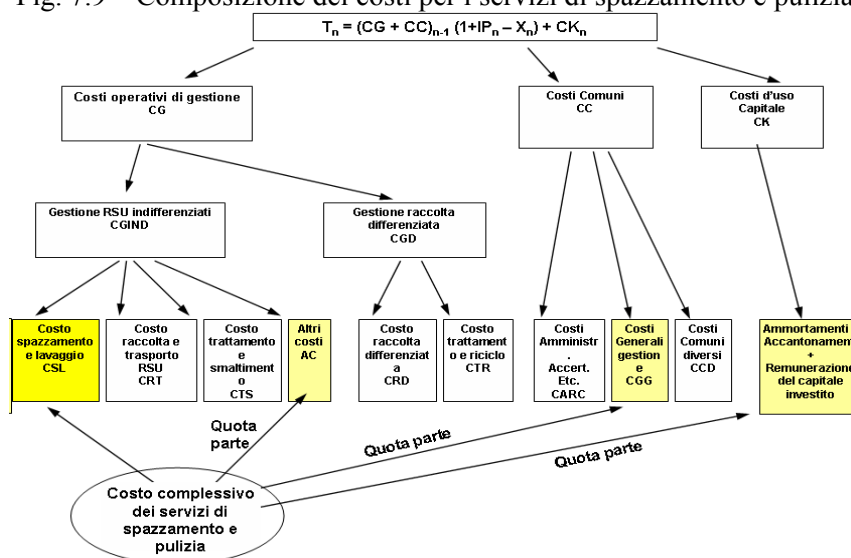 Fig. 7.9 – Composizione dei costi per i servizi di spazzamento e pulizia
Tn = (CG + CC)n-1 (1+IPn – Xn) + CKn
Costi operativi di gestione
CG
Costi Comuni
CC
Costi d'uso
Capitale
CK
Gestione RSU indifferenziati
CGIND
Gestione raccolta
differenziata
CGD
Costo
spazzamento
e lavaggio
CSL
Costo
raccolta e
trasporto
RSU
CRT
Costo
trattamento
e
smaltiment
o
CTS
Altri
costi
AC
Costo
raccolta
differenziat
a
CRD
Costo
trattament
o e riciclo
CTR
Costi
Amministr
.
Accert.
Etc.
CARC
Costi
Generali
gestion
e
CGG
Costi
Comuni
diversi
CCD
Ammortamenti
Accantonament
+
Remunerazione
del capitale
investito
Quota
parte
Quota parte
Quota parte
Costo complessivo
dei servizi di
spazzamento e
pulizia